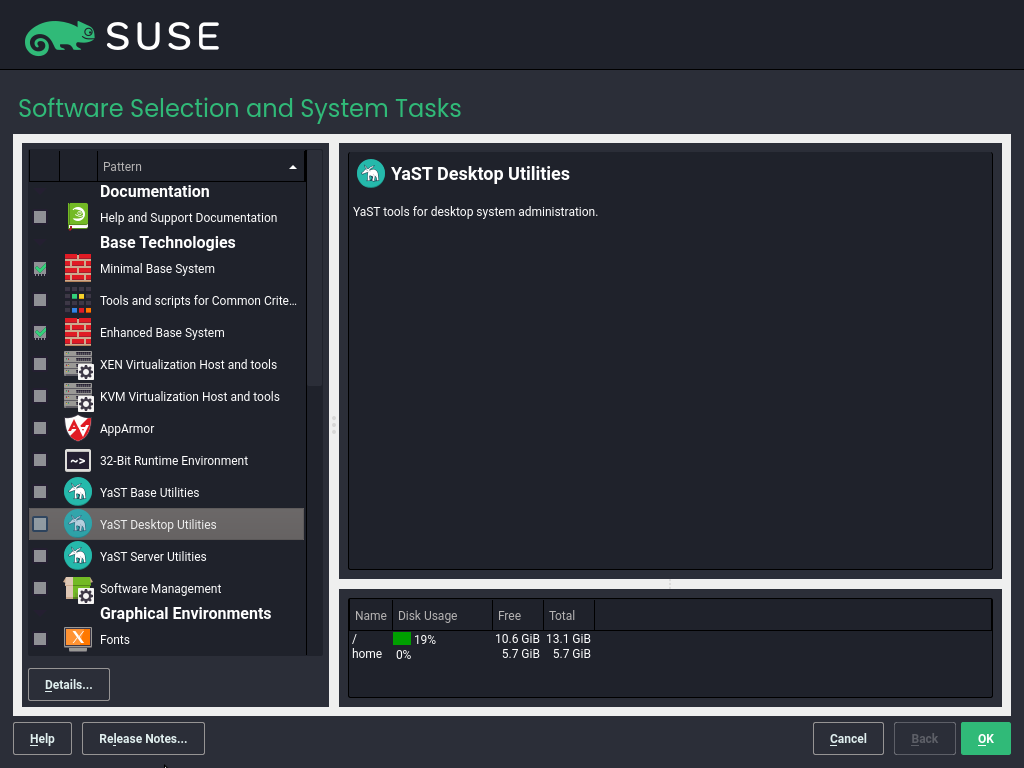 SUSE
Software Selection and System Tasks
Pattern
Documentation
Help and Support Documentation
Base Technologies
Minimal Base System
Tools and scripts for Common Crite...
Enhanced Base System
XEN Virtualization Host and tools
KVM Virtualization Host and tools
AppArmor
32-Bit Runtime Environment
YaST Base Utilities
YaST Desktop Utilities
YaST Server Utilities
Software Management
Graphical Environments
Fonts
Details...
YaST Desktop Utilities
YaST tools for desktop system administration.
Name Disk Usage Free Total
/ 19% 10.6 GiB 13.1 GiB
home 0% 5.7 GiB 5.7 GiB
Help Release Notes... Cancel Back OK